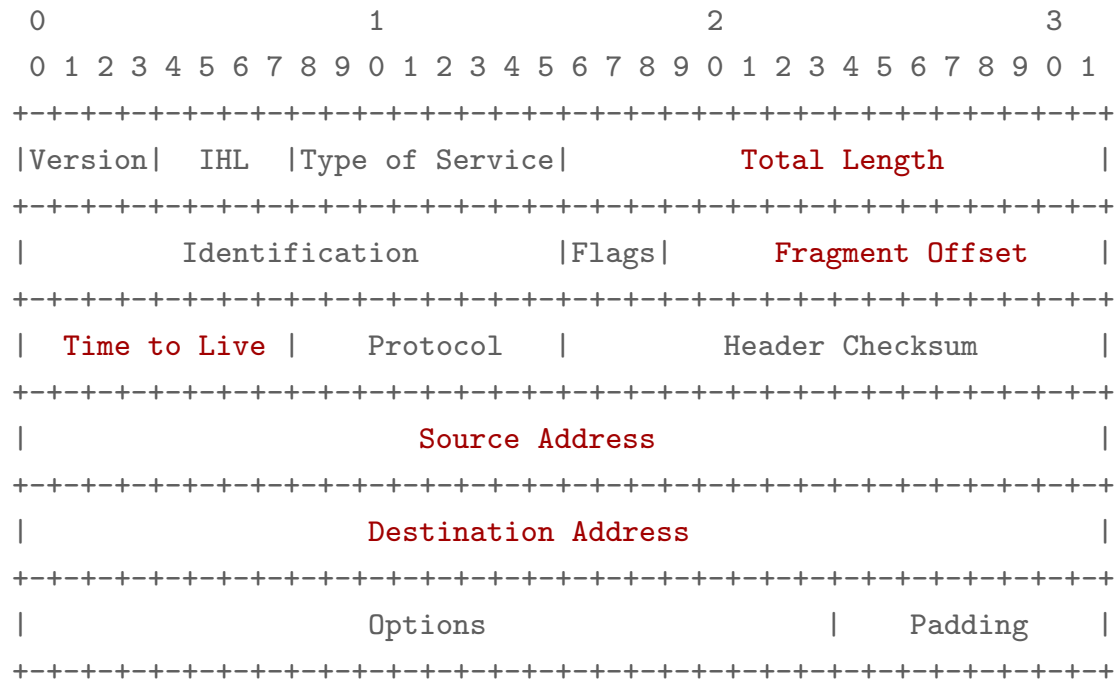 0                   1                   2                   3
 0 1 2 3 4 5 6 7 8 9 0 1 2 3 4 5 6 7 8 9 0 1 2 3 4 5 6 7 8 9 0 1
+-+-+-+-+-+-+-+-+-+-+-+-+-+-+-+-+-+-+-+-+-+-+-+-+-+-+-+-+-+-+-+-+
|Version|  IHL  |Type of Service|          Total Length         |
+-+-+-+-+-+-+-+-+-+-+-+-+-+-+-+-+-+-+-+-+-+-+-+-+-+-+-+-+-+-+-+-+
|         Identification        |Flags|      Fragment Offset    |
+-+-+-+-+-+-+-+-+-+-+-+-+-+-+-+-+-+-+-+-+-+-+-+-+-+-+-+-+-+-+-+-+
|  Time to Live |    Protocol   |         Header Checksum       |
+-+-+-+-+-+-+-+-+-+-+-+-+-+-+-+-+-+-+-+-+-+-+-+-+-+-+-+-+-+-+-+-+
|                       Source Address                          |
+-+-+-+-+-+-+-+-+-+-+-+-+-+-+-+-+-+-+-+-+-+-+-+-+-+-+-+-+-+-+-+-+
|                    Destination Address                        |
+-+-+-+-+-+-+-+-+-+-+-+-+-+-+-+-+-+-+-+-+-+-+-+-+-+-+-+-+-+-+-+-+
|                    Options                    |    Padding    |
+-+-+-+-+-+-+-+-+-+-+-+-+-+-+-+-+-+-+-+-+-+-+-+-+-+-+-+-+-+-+-+-+